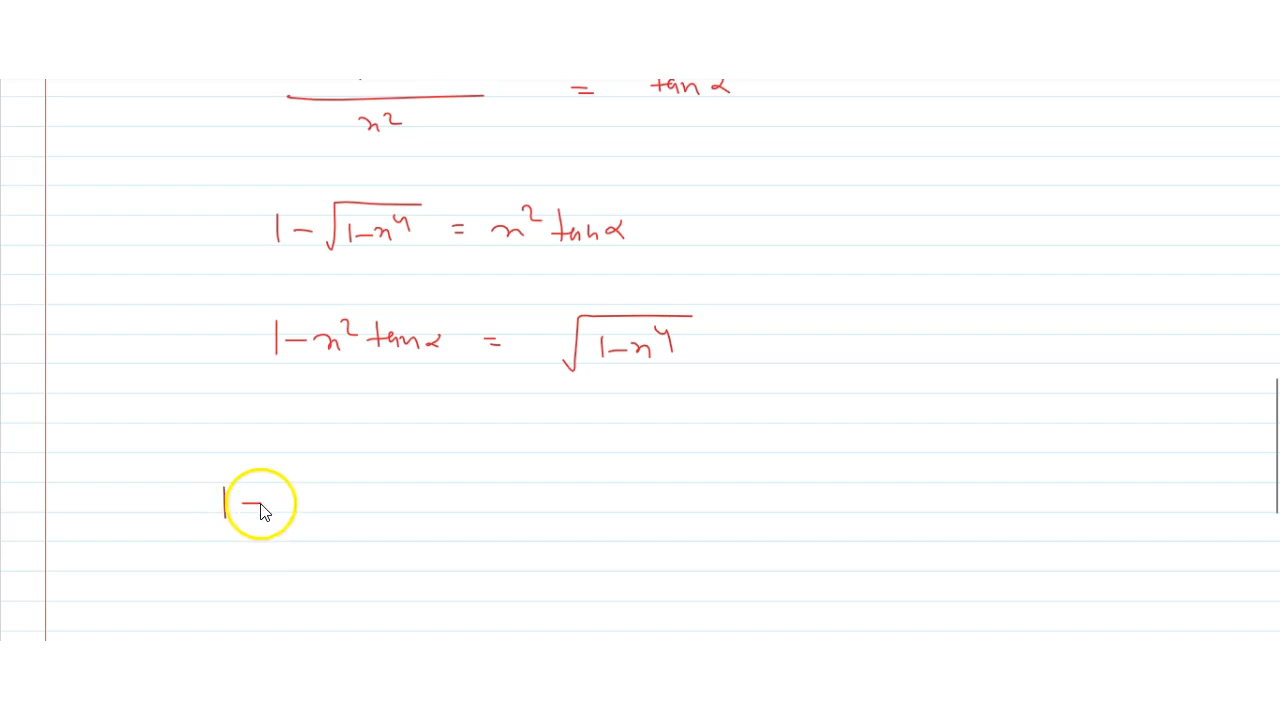 x² = tan α
1 - √(1-x⁴) = x² tan α
1 - x² tan α = √(1-x⁴)
1 -